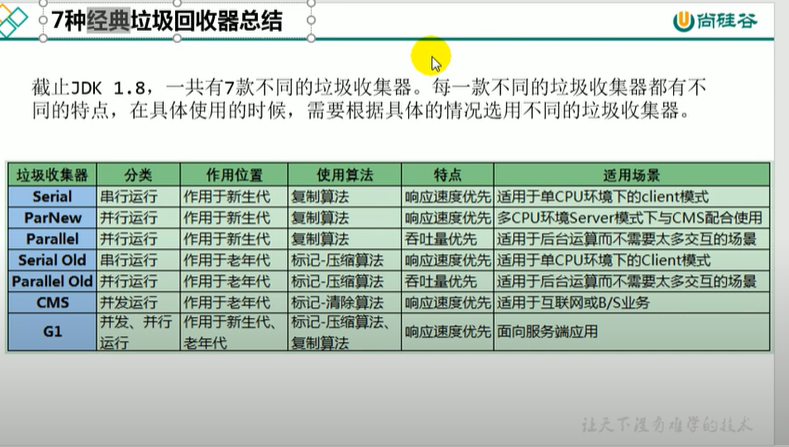 7种经典垃圾回收器总结
尚硅谷
截止JDK 1.8，一共有7款不同的垃圾收集器。每一款不同的垃圾收集器都有不
同的特点，在具体使用的时候，需要根据具体的情况选用不同的垃圾收集器。
垃圾收集器 分类 作用位置 使用算法 特点 适用场景
Serial 串行运行 作用于新生代 复制算法 响应速度优先 适用于单CPU环境下的client模式
ParNew 并行运行 作用于新生代 复制算法 响应速度优先 多CPU环境Server模式下与CMS配合使用
Parallel 并行运行 作用于新生代 复制算法 吞吐量优先 适用于后台运算而不需要太多交互的场景
Serial Old 串行运行 作用于老年代 标记-压缩算法 响应速度优先 适用于单CPU环境下的Client模式
Parallel Old 并行运行 作用于老年代 标记-压缩算法 吞吐量优先 适用于后台运算而不需要太多交互的场景
CMS 并发运行 作用于老年代 标记-清除算法 响应速度优先 适用于互联网或B/S业务
G1 并发、并行 作用于新生代、 标记-压缩算法、 响应速度优先 面向服务端应用
运行 老年代 复制算法
让天下没有难学的技术